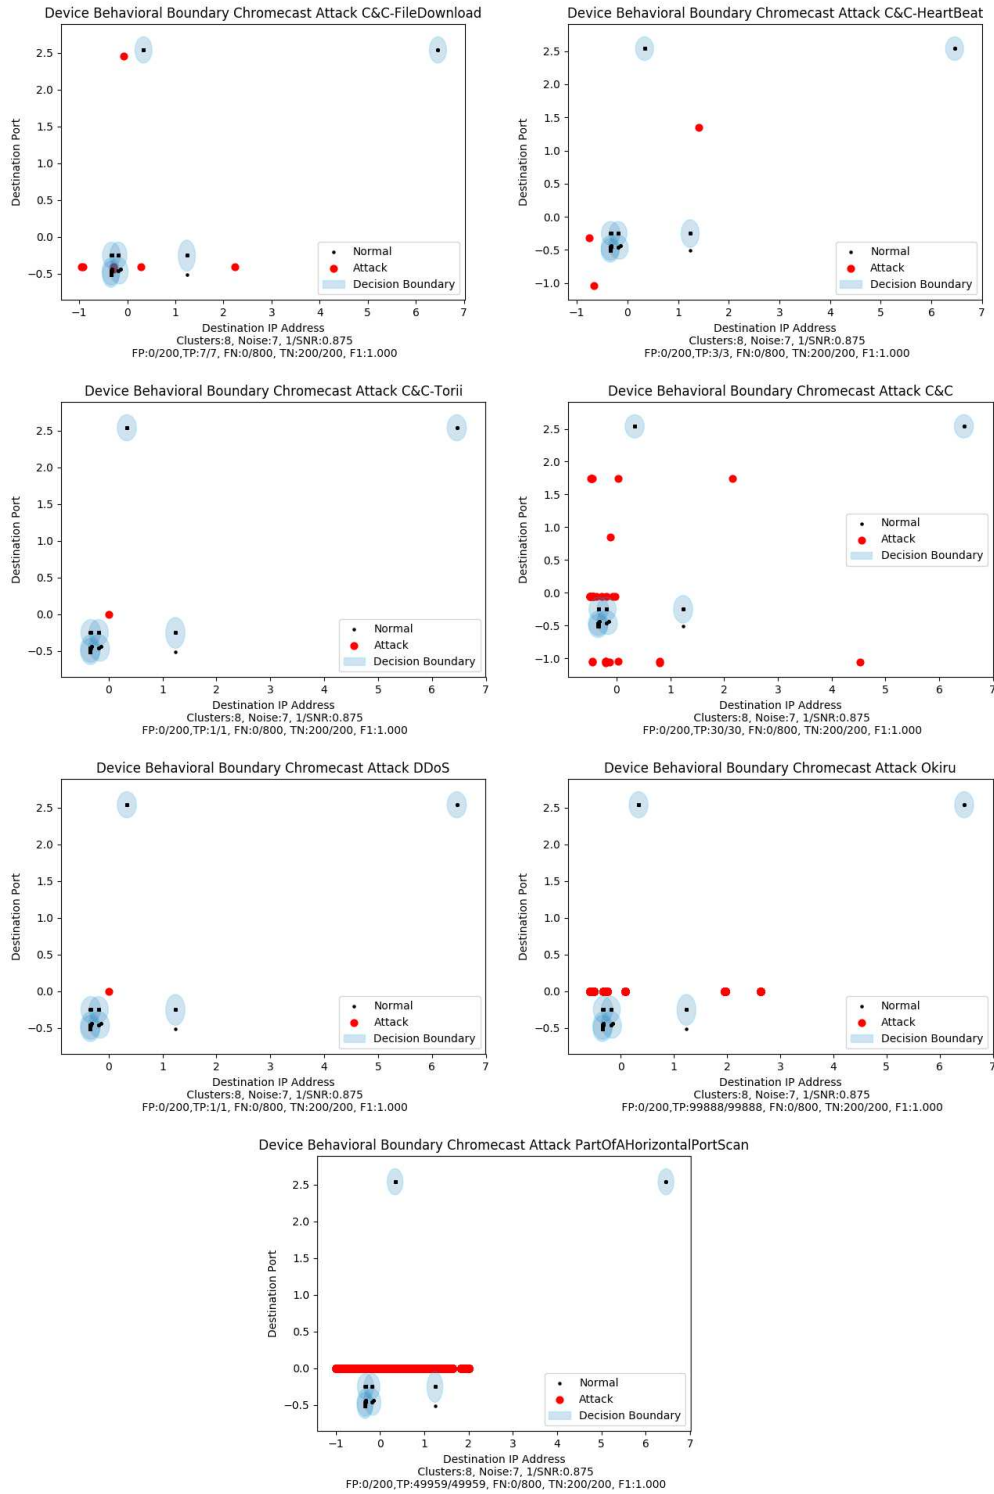 Device Behavioral Boundary Chromecast Attack C&C-FileDownload
Destination Port
2.5
2.0
1.5
1.0
0.5
0.0
−0.5
Normal
Attack
Decision Boundary
−1 0 1 2 3 4 5 6 7
Destination IP Address
Clusters:8, Noise:7, 1/SNR:0.875
FP:0/200,TP:7/7, FN:0/800, TN:200/200, F1:1.000
Device Behavioral Boundary Chromecast Attack C&C-HeartBeat
Destination Port
2.5
2.0
1.5
1.0
0.5
0.0
−0.5
−1.0
Normal
Attack
Decision Boundary
−1 0 1 2 3 4 5 6 7
Destination IP Address
Clusters:8, Noise:7, 1/SNR:0.875
FP:0/200,TP:3/3, FN:0/800, TN:200/200, F1:1.000
Device Behavioral Boundary Chromecast Attack C&C-Torii
Destination Port
2.5
2.0
1.5
1.0
0.5
0.0
−0.5
Normal
Attack
Decision Boundary
0 1 2 3 4 5 6 7
Destination IP Address
Clusters:8, Noise:7, 1/SNR:0.875
FP:0/200,TP:1/1, FN:0/800, TN:200/200, F1:1.000
Device Behavioral Boundary Chromecast Attack C&C
Destination Port
2.5
2.0
1.5
1.0
0.5
0.0
−0.5
−1.0
Normal
Attack
Decision Boundary
0 1 2 3 4 5 6 7
Destination IP Address
Clusters:8, Noise:7, 1/SNR:0.875
FP:0/200,TP:30/30, FN:0/800, TN:200/200, F1:1.000
Device Behavioral Boundary Chromecast Attack DDoS
Destination Port
2.5
2.0
1.5
1.0
0.5
0.0
−0.5
Normal
Attack
Decision Boundary
0 1 2 3 4 5 6 7
Destination IP Address
Clusters:8, Noise:7, 1/SNR:0.875
FP:0/200,TP:1/1, FN:0/800, TN:200/200, F1:1.000
Device Behavioral Boundary Chromecast Attack Okiru
Destination Port
2.5
2.0
1.5
1.0
0.5
0.0
−0.5
Normal
Attack
Decision Boundary
0 1 2 3 4 5 6 7
Destination IP Address
Clusters:8, Noise:7, 1/SNR:0.875
FP:0/200,TP:99888/99888, FN:0/800, TN:200/200, F1:1.000
Device Behavioral Boundary Chromecast Attack PartOfAHorizontalPortScan
Destination Port
2.5
2.0
1.5
1.0
0.5
0.0
−0.5
Normal
Attack
Decision Boundary
−1 0 1 2 3 4 5 6 7
Destination IP Address
Clusters:8, Noise:7, 1/SNR:0.875
FP:0/200,TP:49959/49959, FN:0/800, TN:200/200, F1:1.000